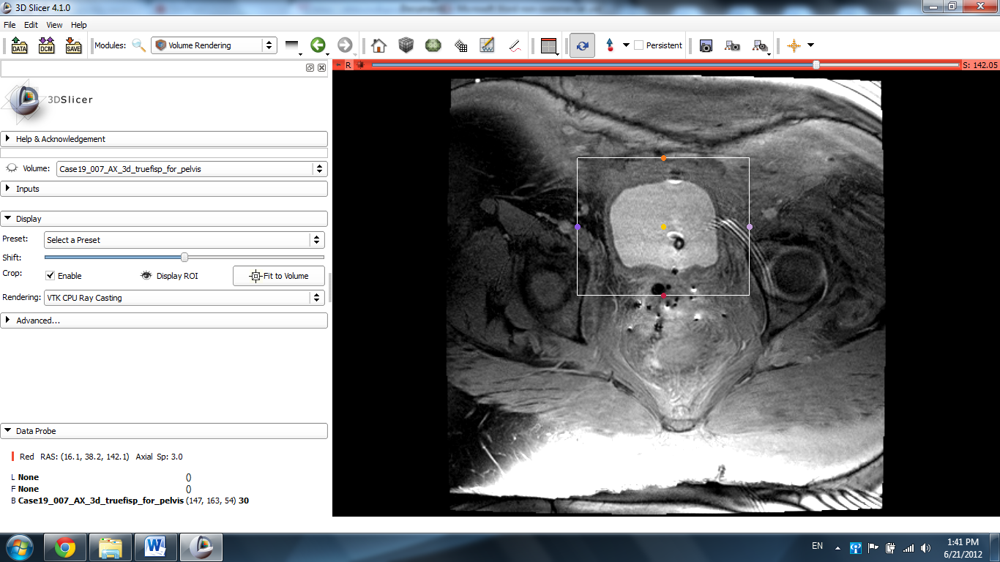 3D Slicer 4.1.0
File Edit View Help
DATA DCM SAVE Modules: Volume Rendering Persistent
R S: 142.05
3DSlicer
Help & Acknowledgement
Volume: Case19_007_AX_3d_truefisp_for_pelvis
Inputs
Display
Preset: Select a Preset
Shift:
Crop: Enable Display ROI Fit to Volume
Rendering: VTK CPU Ray Casting
Advanced...
Data Probe
Red RAS: (16.1, 38.2, 142.1) Axial Sp: 3.0
L None ()
F None ()
B Case19_007_AX_3d_truefisp_for_pelvis (147, 163, 54) 30
EN 1:41 PM
6/21/2012